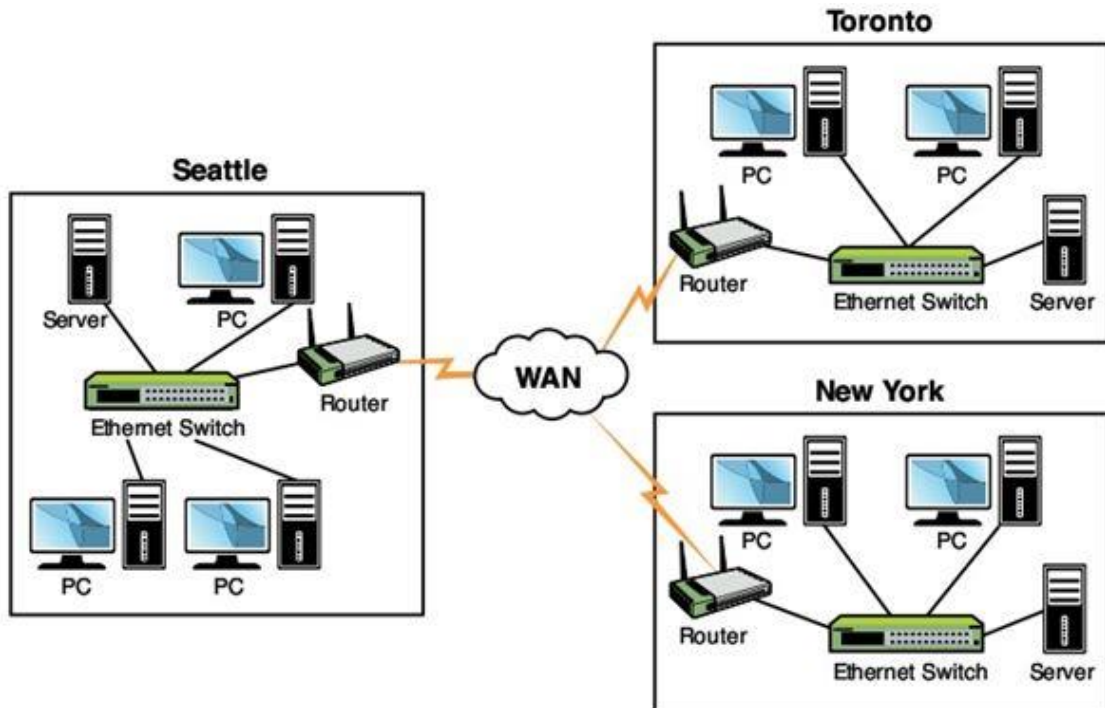 Seattle
Server
PC
Router
Ethernet Switch
PC
PC
WAN
Toronto
PC
PC
Router
Ethernet Switch
Server
New York
PC
PC
Router
Ethernet Switch
Server